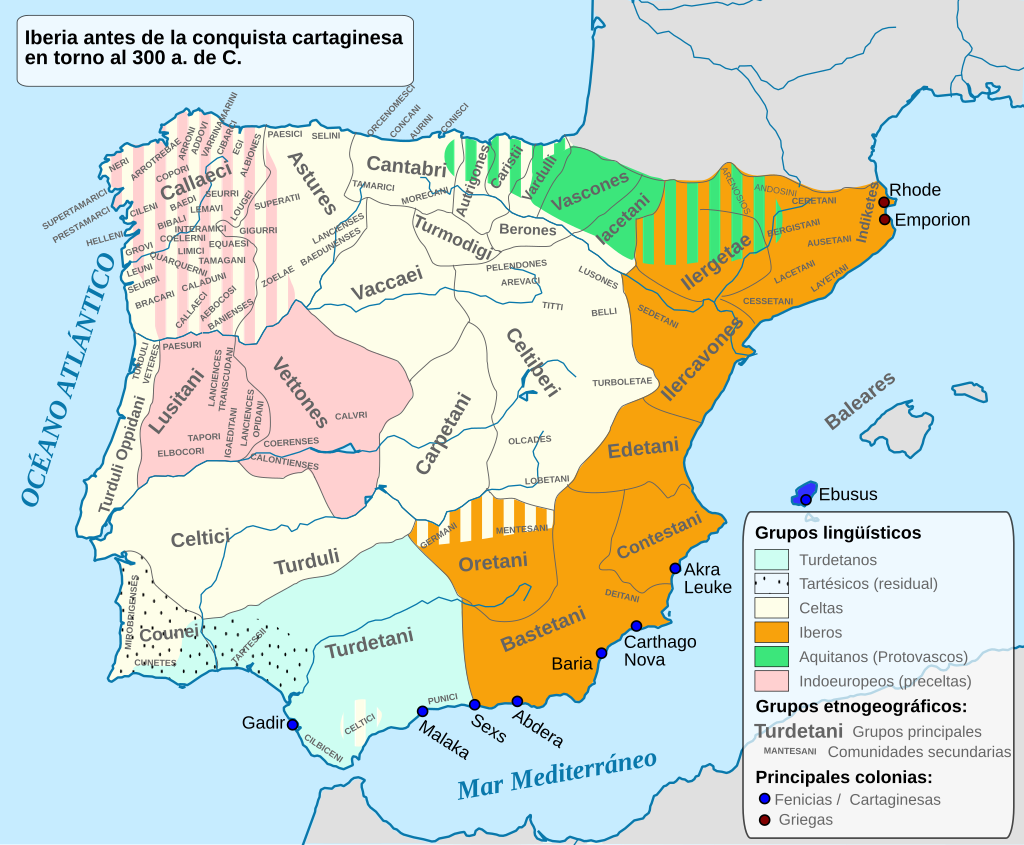 Iberia antes de la conquista cartaginesa
en torno al 300 a. de C.
ORCENOMESCI
CONCANI
AURINI
CONISCI
NERI
ARROTREBAE
ARRONI
ADDOVI
VARRINAMARINI
CIBARCI
EGI
ALBIONES
PAESICI
SELINI
COPORI
Callaeci
SUPERTAMARICI
PRESTAMARCI
CILENI
BAEDI
SEURRI
LEMAVI
LOUGEI
SUPERATII
BIBALI
INTERAMICI
GIGURRI
HELLENI
GROVI
COELERNI
EQUAESI
LIMICI
TAMAGANI
LEUNI
QUARQUERNI
SEURBI
CALADUNI
BRACARI
CALLAECI
AEBOCOSI
BANIENSES
ZOELAE
Astures
LANCIENSES
BAEDUNENSES
Cantabri
TAMARICI
MORECANI
Autrigones
Caristii
Varduli
Vascones
Iacetani
Turmodigi
Berones
Vaccaei
PELENDONES
AREVACI
LUSONES
TITTI
BELLI
Celtiberi
TURBOLETAE
OLCADES
LOBETANI
Carpetani
ARENOSIOS
ANDOSINI
CERETANI
BERGISTANI
AUSETANI
Indiketes
Rhode
Emporion
Ilergetae
LACETANI
LAYETANI
CESSETANI
SEDETANI
Ilercavones
Edetani
Contestani
DEITANI
Bastetani
Oretani
GERMANI
MENTESANI
OCÉANO ATLÁNTICO
TURDULI
VETERES
PAESURI
Lusitani
LANCIENCES
TRANSCUDANI
TAPORI
ELBOCORI
IGAEDITANI
LANCIENCES
OPIDANI
Vettones
CALVRI
COERENSES
CALONTIENSES
Turduli Oppidani
Celtici
Turduli
MIROBRIGENSES
Counei
CUNETES
TARTESSII
Turdetani
CELTICI
PUNICI
CILBICENI
Gadir
Malaka
Sexs
Abdera
Baria
Carthago
Nova
Akra
Leuke
Baleares
Ebusus
Mar Mediterráneo
Grupos lingüísticos
Turdetanos
Tartésicos (residual)
Celtas
Iberos
Aquitanos (Protovascos)
Indoeuropeos (preceltas)
Grupos etnogeográficos:
Turdetani Grupos principales
MANTESANI Comunidades secundarias
Principales colonias:
Fenicias / Cartaginesas
Griegas